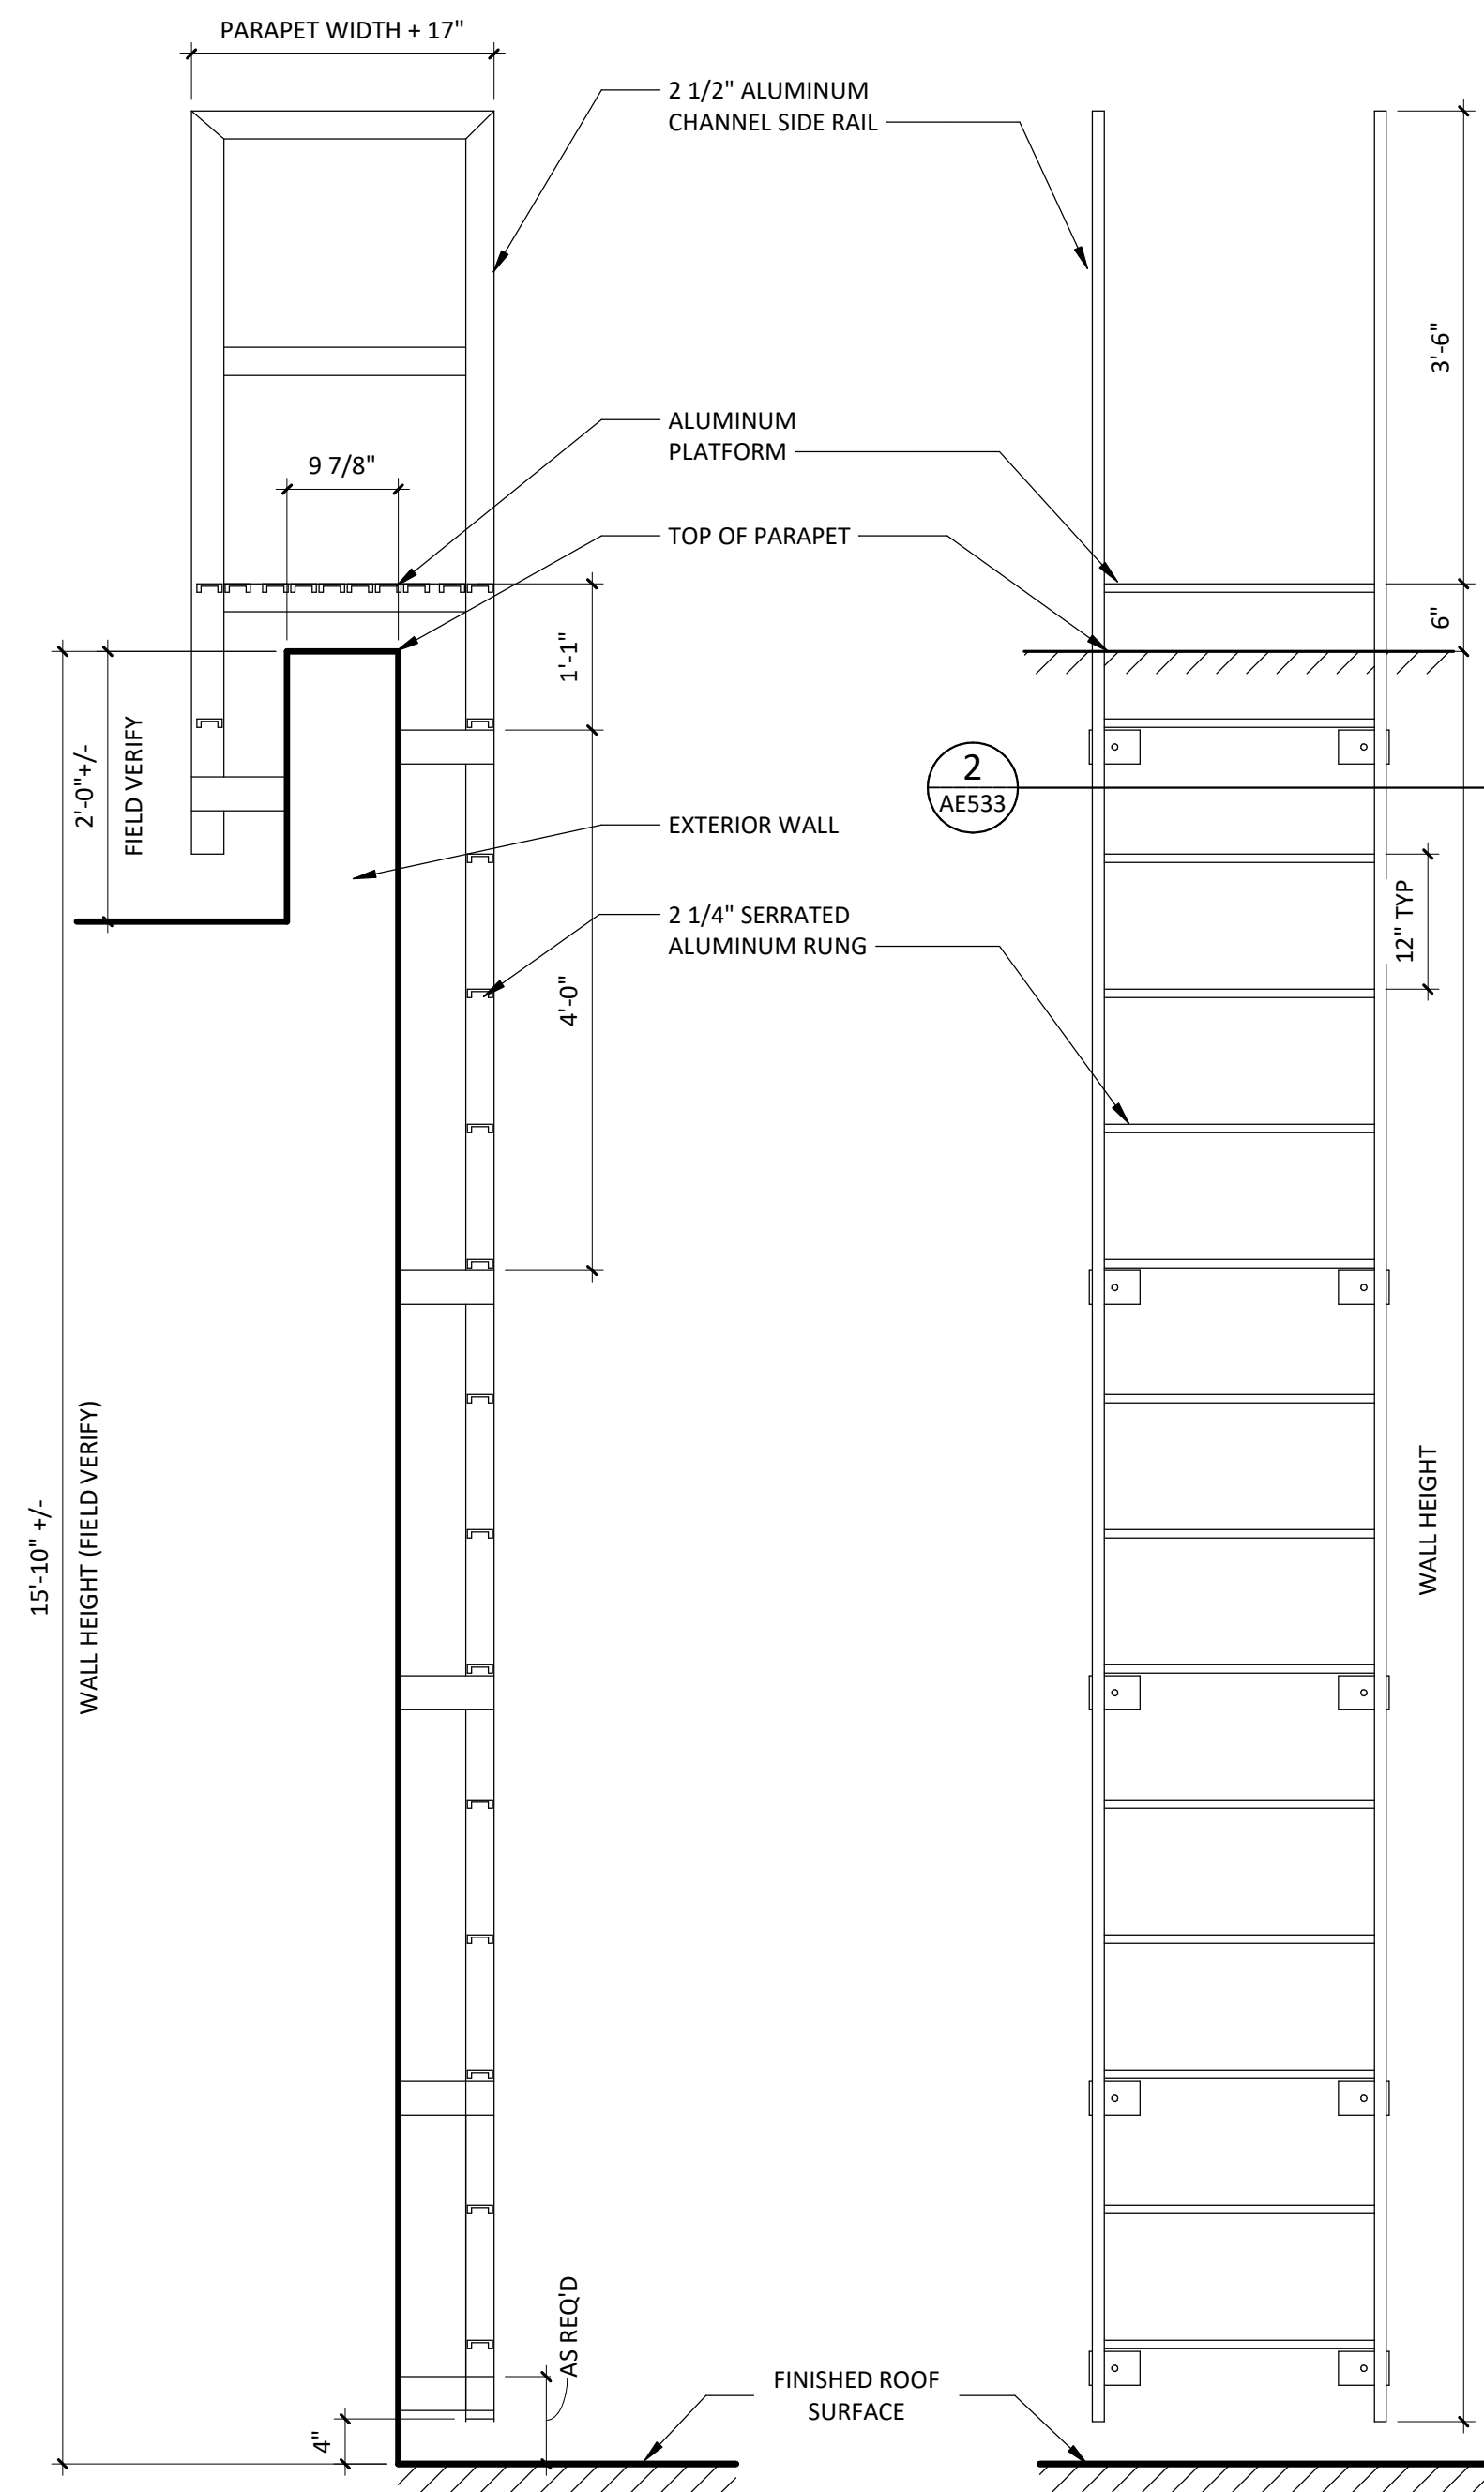 PARAPET WIDTH + 17"
2 1/2" ALUMINUM
CHANNEL SIDE RAIL
3'-6"
ALUMINUM
PLATFORM
9 7/8"
TOP OF PARAPET
6"
1'-1"
2'-0"+/-
FIELD VERIFY
2
AE533
EXTERIOR WALL
12" TYP
2 1/4" SERRATED
ALUMINUM RUNG
4'-0"
15'-10" +/-
WALL HEIGHT (FIELD VERIFY)
WALL HEIGHT
AS REQ'D
4"
FINISHED ROOF
SURFACE